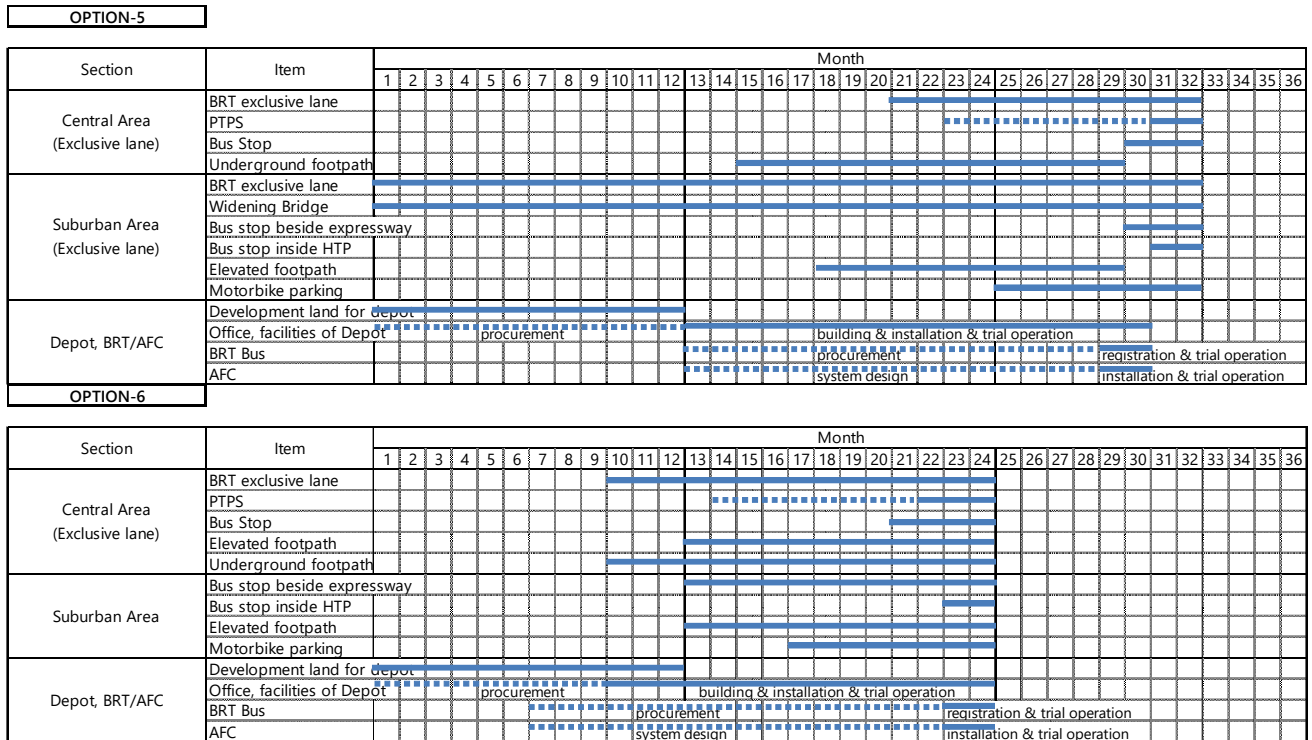 OPTION-5
Section Item Month
1 2 3 4 5 6 7 8 9 10 11 12 13 14 15 16 17 18 19 20 21 22 23 24 25 26 27 28 29 30 31 32 33 34 35 36
Central Area
(Exclusive lane)
BRT exclusive lane
PTPS
Bus Stop
Underground footpath
Suburban Area
(Exclusive lane)
BRT exclusive lane
Widening Bridge
Bus stop beside expressway
Bus stop inside HTP
Elevated footpath
Motorbike parking
Depot, BRT/AFC
Development land for depot
Office, facilities of Depot procurement building & installation & trial operation
BRT Bus procurement registration & trial operation
AFC system design installation & trial operation
OPTION-6
Section Item Month
1 2 3 4 5 6 7 8 9 10 11 12 13 14 15 16 17 18 19 20 21 22 23 24 25 26 27 28 29 30 31 32 33 34 35 36
Central Area
(Exclusive lane)
BRT exclusive lane
PTPS
Bus Stop
Elevated footpath
Underground footpath
Suburban Area
Bus stop beside expressway
Bus stop inside HTP
Elevated footpath
Motorbike parking
Depot, BRT/AFC
Development land for depot
Office, facilities of Depot procurement building & installation & trial operation
BRT Bus procurement registration & trial operation
AFC system design installation & trial operation